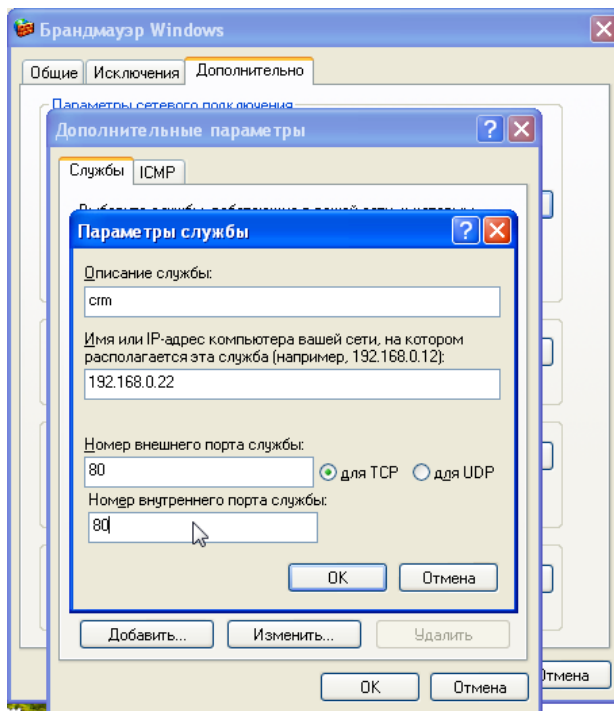 Брандмауэр Windows
Общие Исключения Дополнительно
Параметры сетевого подключения
Дополнительные параметры
Службы ICMP
Параметры службы
Описание службы:
crm
Имя или IP-адрес компьютера вашей сети, на котором
располагается эта служба (например, 192.168.0.12):
192.168.0.22
Номер внешнего порта службы:
80 для TCP для UDP
Номер внутреннего порта службы:
80
OK Отмена
Добавить... Изменить... Удалить
Отмена
OK Отмена